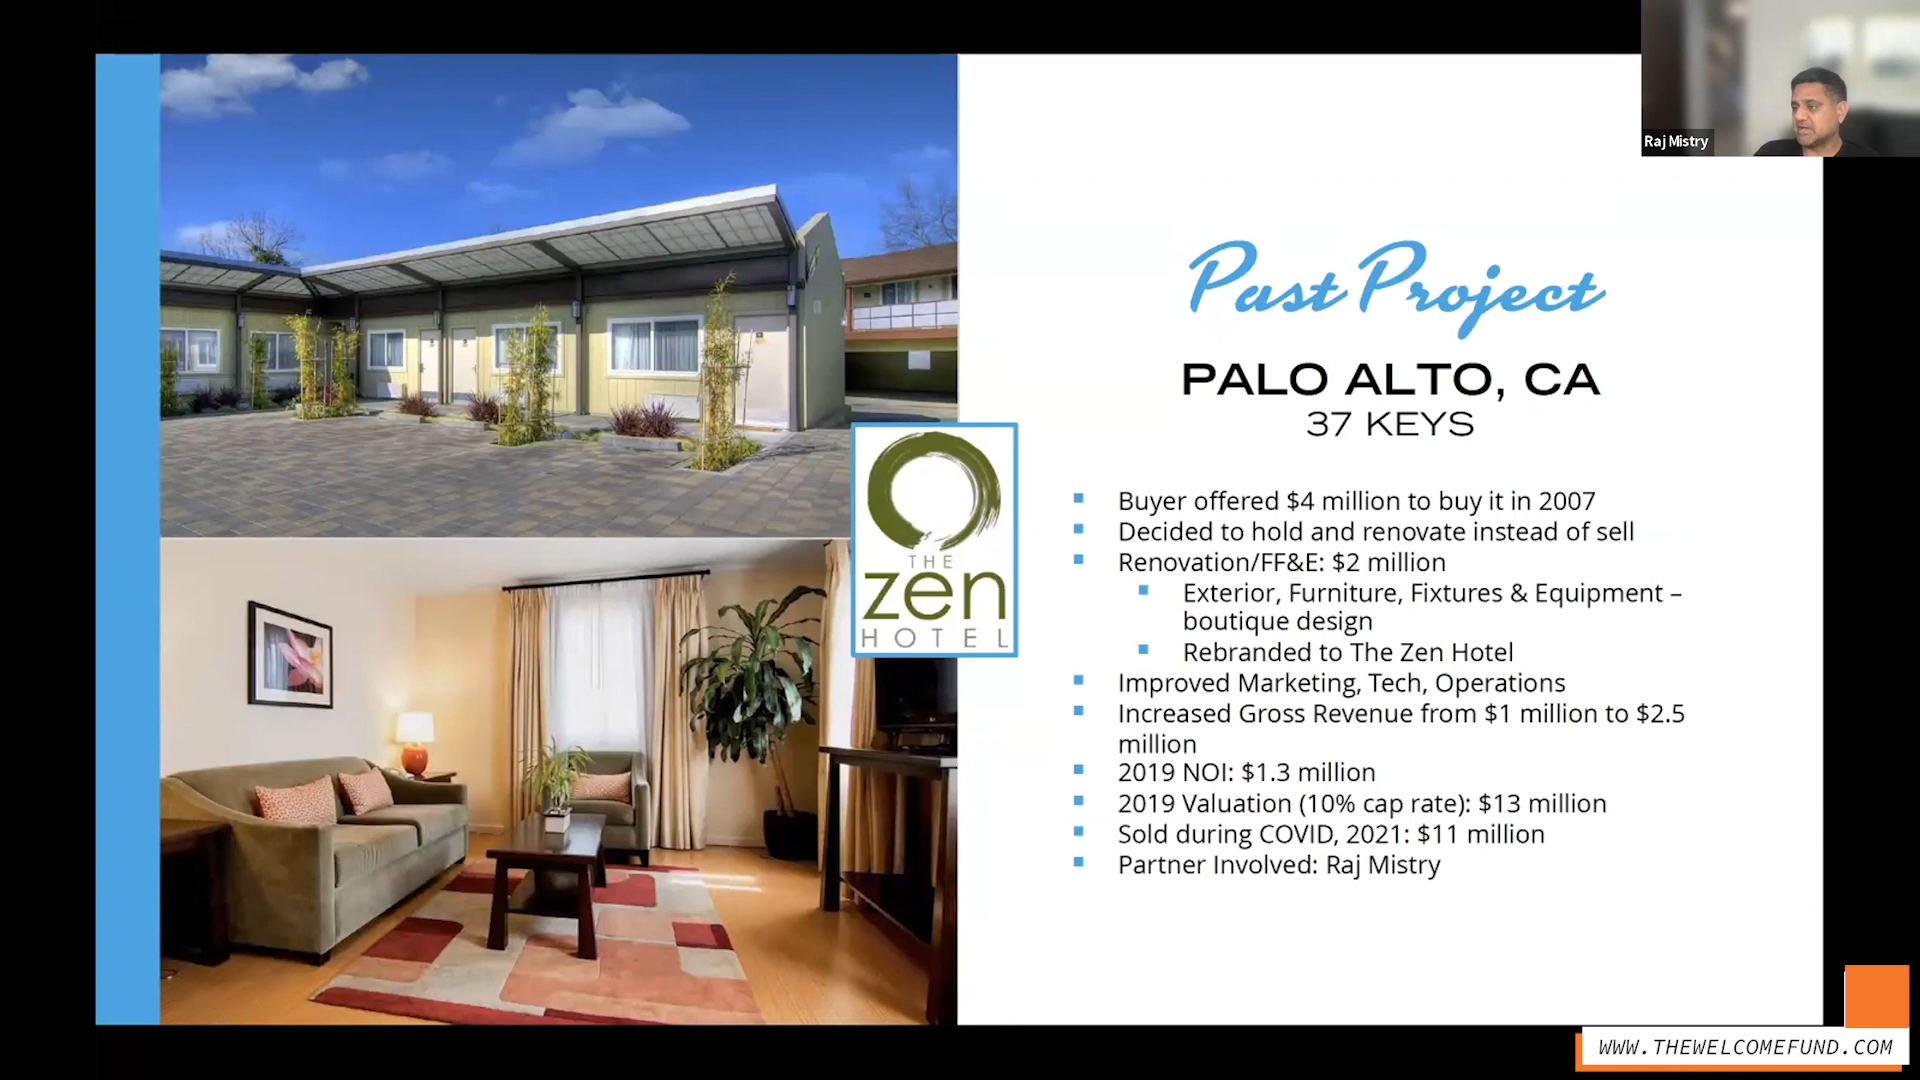 Raj Mistry
Past Project
PALO ALTO, CA
37 KEYS
THE
zen
HOTEL
Buyer offered $4 million to buy it in 2007
Decided to hold and renovate instead of sell
Renovation/FF&E: $2 million
Exterior, Furniture, Fixtures & Equipment –
boutique design
Rebranded to The Zen Hotel
Improved Marketing, Tech, Operations
Increased Gross Revenue from $1 million to $2.5
million
2019 NOI: $1.3 million
2019 Valuation (10% cap rate): $13 million
Sold during COVID, 2021: $11 million
Partner Involved: Raj Mistry
WWW.THEWELCOMEFUND.COM